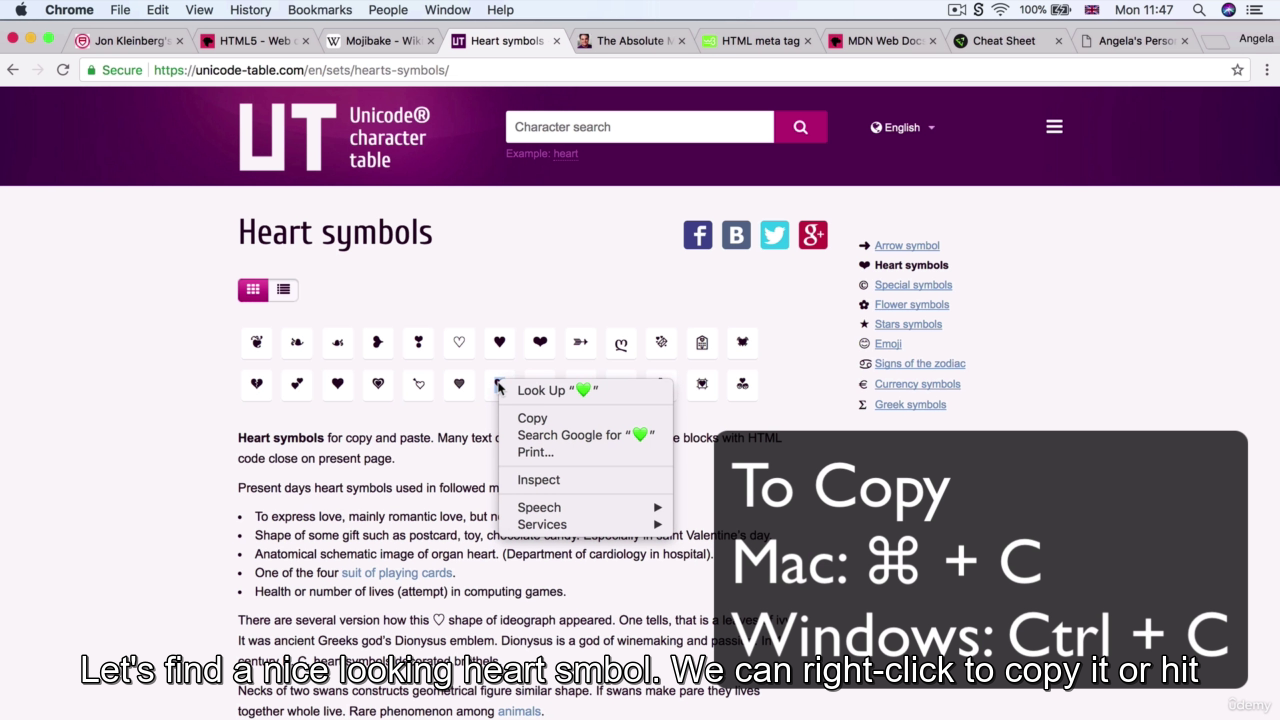 Chrome File Edit View History Bookmarks People Window Help 100% Mon 11:47
Jon Kleinberg's HTML5 - Web Mojibake - Wiki Heart symbols The Absolute HTML meta tag MDN Web Docs Cheat Sheet Angela's Perso Angela
Secure https://unicode-table.com/en/sets/hearts-symbols/
UT
Unicode®
character
table
Character search
English
Example: heart
Heart symbols
f B g+
➜ Arrow symbol
❤ Heart symbols
© Special symbols
✿ Flower symbols
★ Stars symbols
☺ Emoji
♋ Signs of the zodiac
€ Currency symbols
Σ Greek symbols
❦ ❧ ☙ ❥ ❣ ♡ ♥ ❤ ➳ ღ
Look Up “💚”
Copy
Search Google for “💚”
Print...
Inspect
Speech ▶
Services ▶
Heart symbols for copy and paste. Many text blocks with HTML
code close on present page.
Present days heart symbols used in followed
• To express love, mainly romantic love, but
• Shape of some gift such as postcard, toy, chocolate candy. Especially in saint Valentine's day.
• Anatomical schematic image of organ heart. (Department of cardiology in hospital).
• One of the four suit of playing cards.
• Health or number of lives (attempt) in computing games.
There are several version how this ♡ shape of ideograph appeared. One tells, that is a leaves of
It was ancient Greeks god's Dionysus emblem. Dionysus is a god of winemaking and
century heart symbols decorated brothels.
Necks of two swans constructs geometrical figure similar shape. If swans make pare they lives
together whole live. Rare phenomenon among animals.
To Copy
Mac: ⌘ + C
Windows: Ctrl + C
Let's find a nice looking heart smbol. We can right-click to copy it or hit
ûdemy